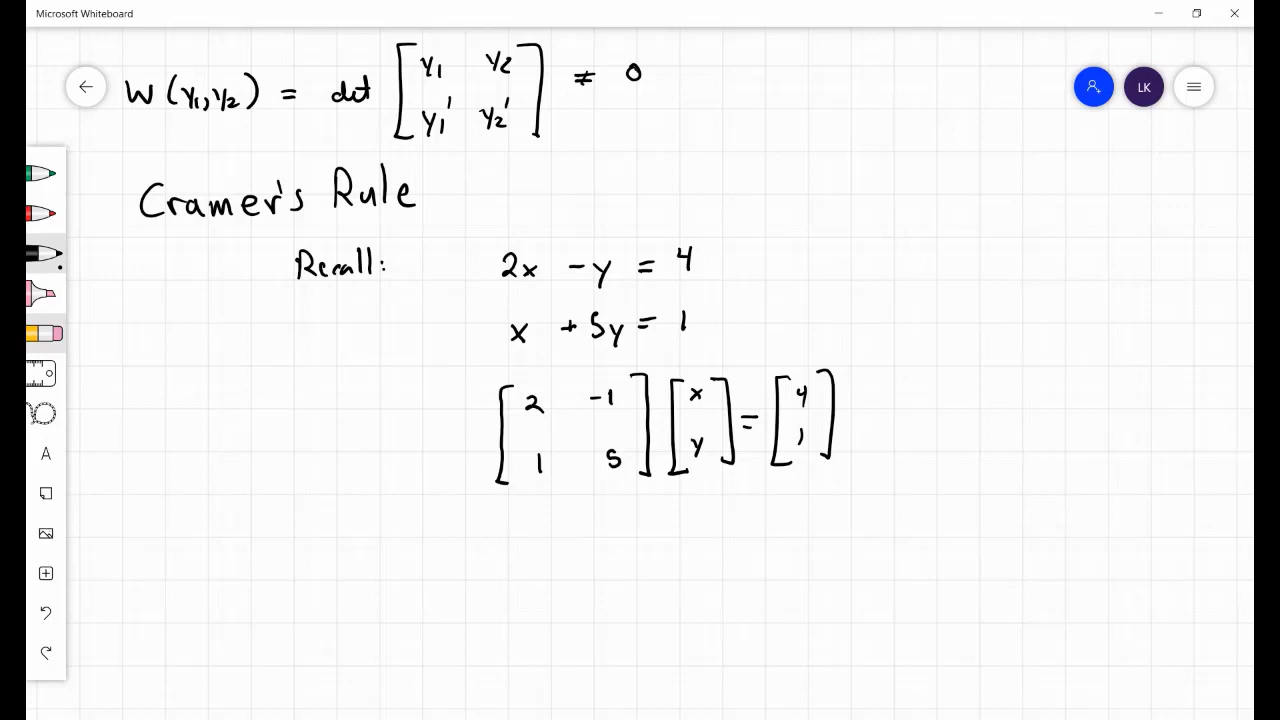 Microsoft Whiteboard
W (y₁, y₂) = det [ y₁ y₂ ; y₁' y₂' ] ≠ 0
LK
Cramer's Rule
Recall: 2x - y = 4
x + 5y = 1
[ 2 -1 ; 1 5 ] [ x ; y ] = [ 4 ; 1 ]
A